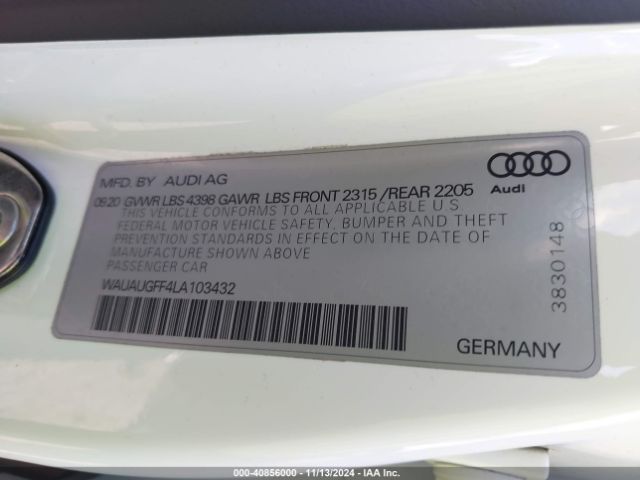 MFD. BY AUDI AG
09.20 GVWR LBS 4398 GAWR LBS FRONT 2315 / REAR 2205
THIS VEHICLE CONFORMS TO ALL APPLICABLE U S
FEDERAL MOTOR VEHICLE SAFETY, BUMPER AND THEFT
PREVENTION STANDARDS IN EFFECT ON THE DATE OF
MANUFACTURE SHOWN ABOVE
PASSENGER CAR
WAUAUGFF4LA103432
Audi
3830148
GERMANY
000-40856000 - 11/13/2024 - IAA Inc.